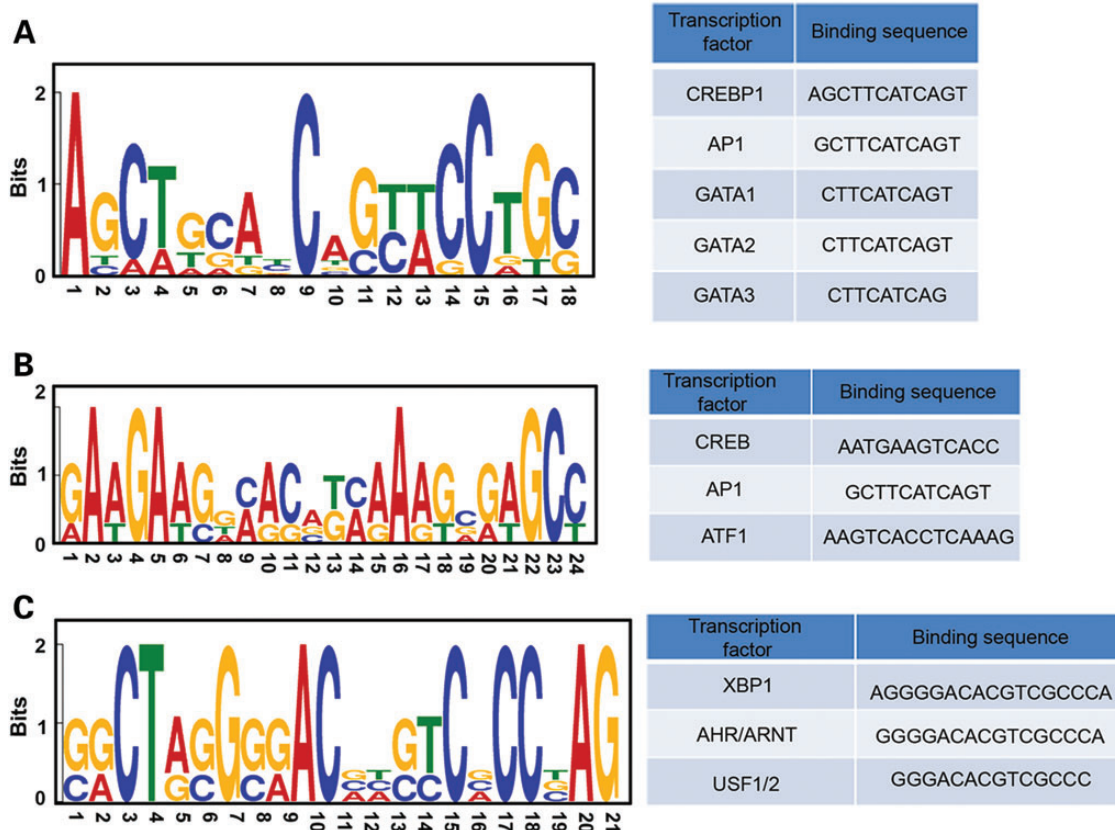 A
Transcription factor
Binding sequence
2
1
0
Bits
1 2 3 4 5 6 7 8 9 10 11 12 13 14 15 16 17 18
CREBP1 AGCTTCATCAGT
AP1 GCTTCATCAGT
GATA1 CTTCATCAGT
GATA2 CTTCATCAGT
GATA3 CTTCATCAG
B
Transcription factor
Binding sequence
2
1
0
Bits
1 2 3 4 5 6 7 8 9 10 11 12 13 14 15 16 17 18 19 20 21 22 23 24
CREB AATGAAGTCACC
AP1 GCTTCATCAGT
ATF1 AAGTCACCTCAAAG
C
Transcription factor
Binding sequence
2
1
0
Bits
1 2 3 4 5 6 7 8 9 10 11 12 13 14 15 16 17 18 19 20 21
XBP1 AGGGGACACGTCGCCCA
AHR/ARNT GGGGACACGTCGCCCA
USF1/2 GGGACACGTCGCCC